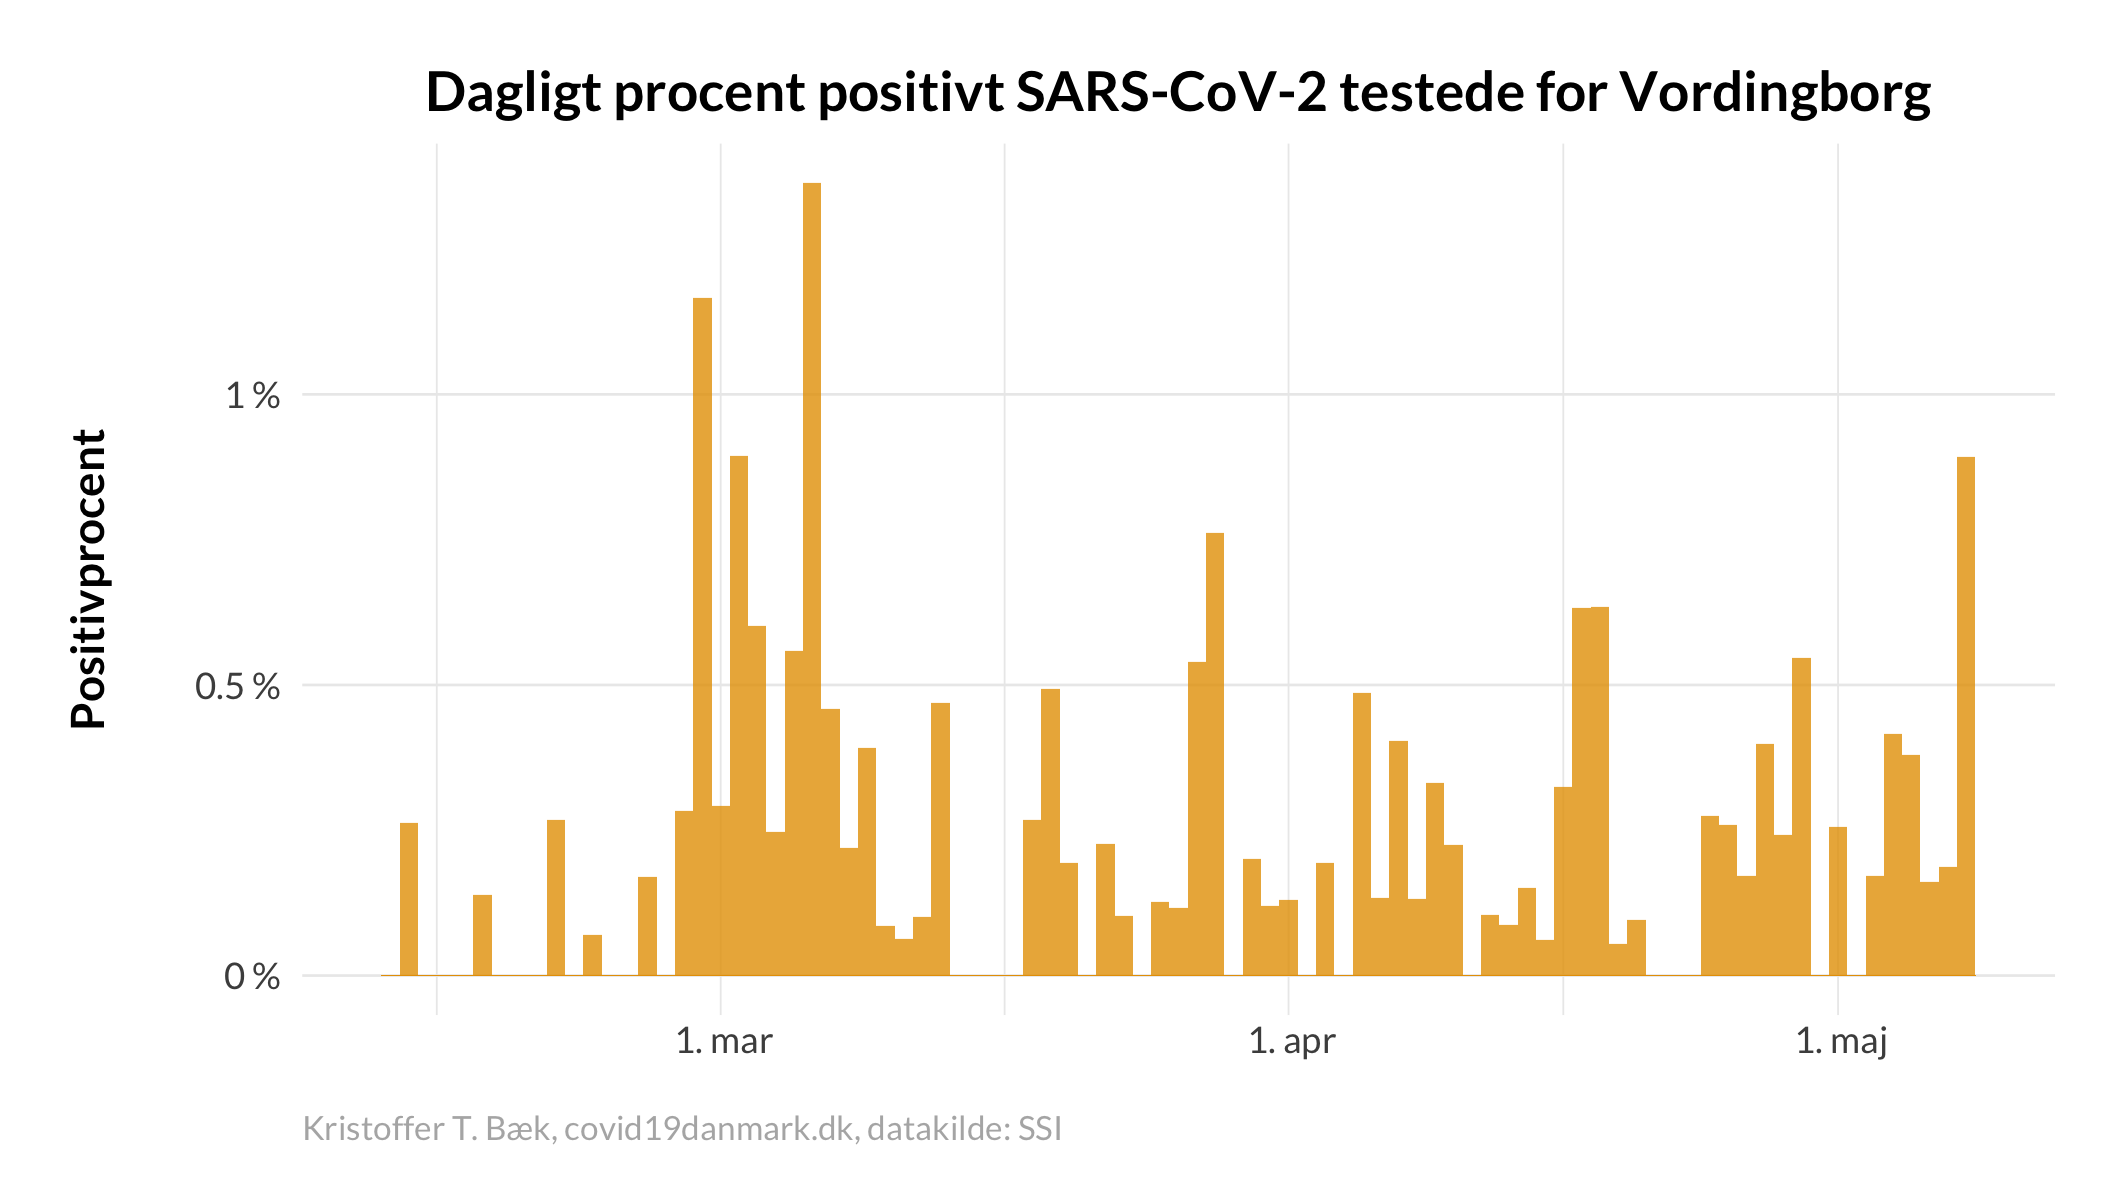 Dagligt procent positivt SARS-CoV-2 testede for Vordingborg
Positivprocent
1 %
0.5 %
0 %
1. mar
1. apr
1. maj
Kristoffer T. Bæk, covid19danmark.dk, datakilde: SSI